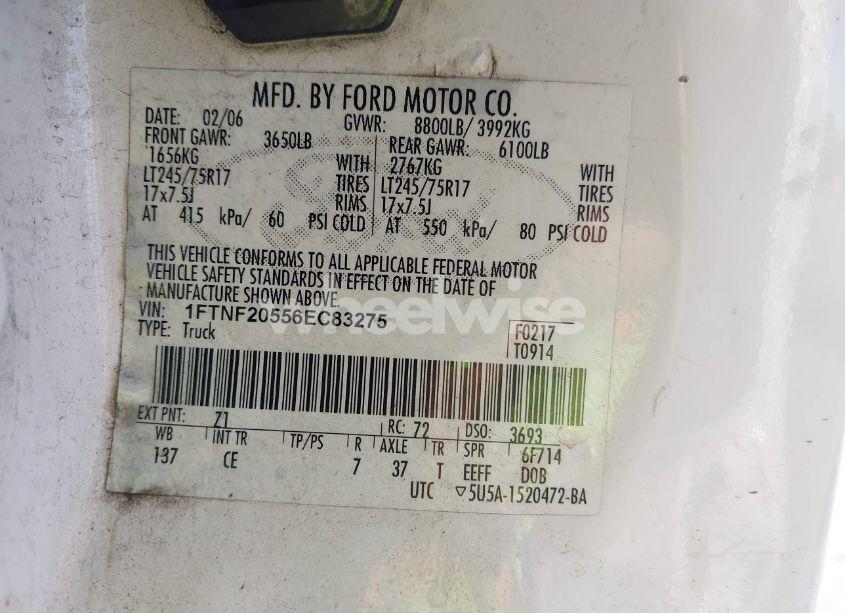 MFD. BY FORD MOTOR CO.
DATE: 02/06 GVWR: 8800LB/ 3992KG
FRONT GAWR: 3650LB REAR GAWR: 6100LB
1656KG WITH 2767KG WITH
LT245/75R17 TIRES LT245/75R17 TIRES
17x7.5J RIMS 17x7.5J RIMS
AT 415 kPa/ 60 PSI COLD AT 550 kPa/ 80 PSI COLD
THIS VEHICLE CONFORMS TO ALL APPLICABLE FEDERAL MOTOR
VEHICLE SAFETY STANDARDS IN EFFECT ON THE DATE OF
MANUFACTURE SHOWN ABOVE.
wheelwise
VIN: 1FTNF20556EC83275
TYPE: Truck
F0217
T0914
EXT PNT: Z1 RC: 72 DSO: 3693
WB INT TR TP/PS R AXLE TR SPR 6F714
137 CE 7 37 T EEFF DOB
UTC ▽5U5A-1520472-BA